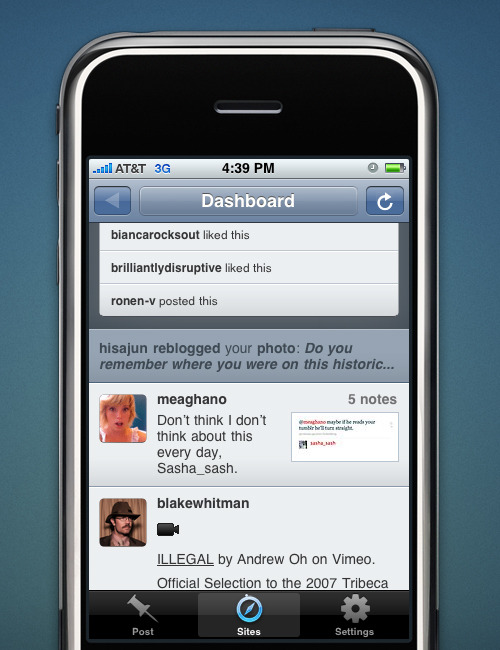 AT&T 3G 4:39 PM
Dashboard
biancarocksout liked this
brilliantlydisruptive liked this
ronen-v posted this
hisajun reblogged your photo: Do you
remember where you were on this historic...
meaghano 5 notes
Don't think I don't
think about this
every day,
Sasha_sash.
@meaghano maybe if he reads your
tumblr he'll turn straight.
sasha_sash
blakewhitman
ILLEGAL by Andrew Oh on Vimeo.
Official Selection to the 2007 Tribeca
Post Sites Settings